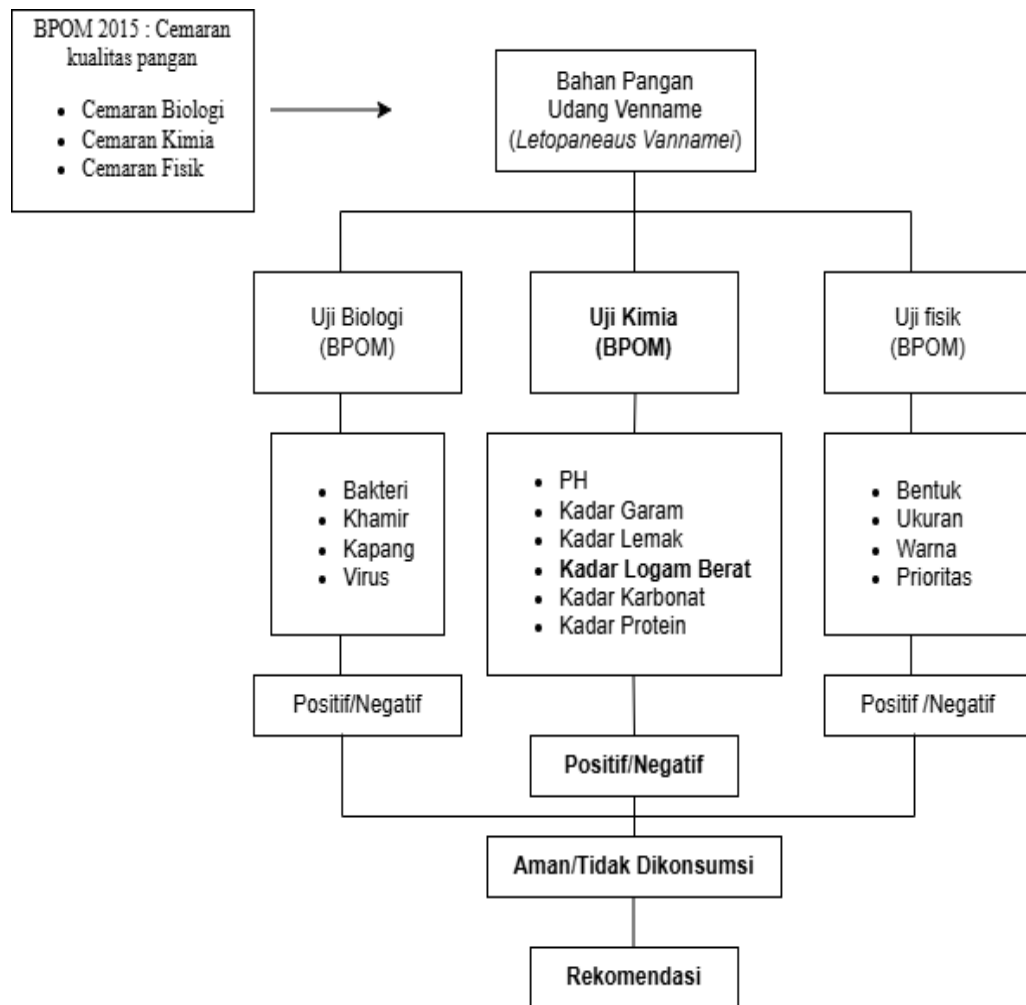 BPOM 2015 : Cemaran
kualitas pangan
• Cemaran Biologi
• Cemaran Kimia
• Cemaran Fisik
Bahan Pangan
Udang Venname
(Letopaneaus Vannamei)
Uji Biologi
(BPOM)
Uji Kimia
(BPOM)
Uji fisik
(BPOM)
• Bakteri
• Khamir
• Kapang
• Virus
• PH
• Kadar Garam
• Kadar Lemak
• Kadar Logam Berat
• Kadar Karbonat
• Kadar Protein
• Bentuk
• Ukuran
• Warna
• Prioritas
Positif/Negatif
Positif/Negatif
Positif /Negatif
Aman/Tidak Dikonsumsi
Rekomendasi